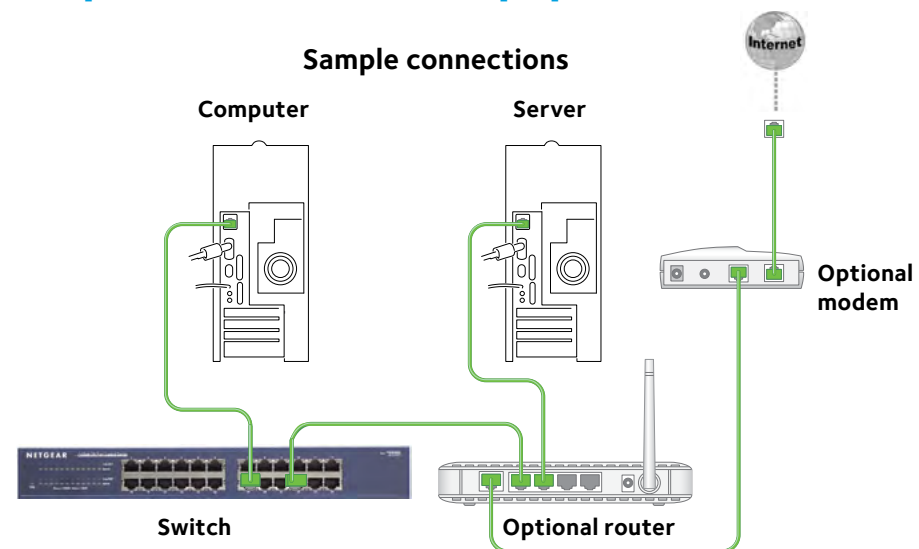 Sample connections
Internet
Computer
Server
Optional
modem
NETGEAR
Switch
Optional router